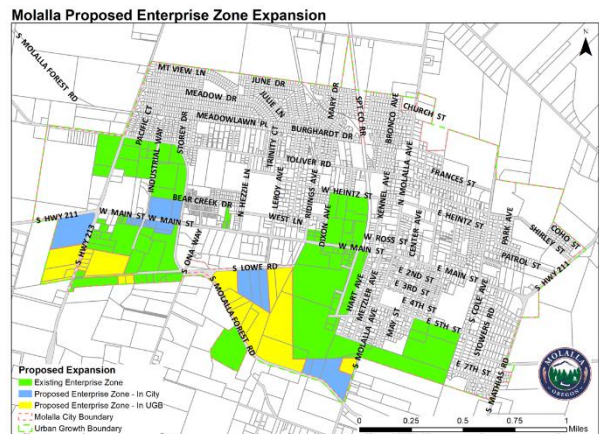 Molalla Proposed Enterprise Zone Expansion
N
S MOLALLA FOREST RD
MT VIEW LN
JUNE DR
MEADOW DR
JULIE LN
MARY DR
SPT CO RR
BRONCO AVE
CHURCH ST
PACIFIC CT
MEADOWLAWN PL
BURGHARDT DR
INDUSTRIAL WAY
STOREY DR
TRINITY CT
TOLIVER RD
N MOLALLA AVE
FRANCES ST
N HEZZIE LN
LEROY AVE
RIDINGS AVE
W HEINTZ ST
KENNEL AVE
BEAR CREEK DR
E HEINTZ ST
PARK AVE
S HWY 211
W MAIN ST
W MAIN ST
WEST LN
DIXON AVE
W ROSS ST
CENTER AVE
SHIRLEY ST
COHO ST
S HWY 213
S ONA WAY
W MAIN ST
E MAIN ST
PATROL ST
S HWY 211
S LOWE RD
E 2ND ST
E 3RD ST
E 4TH ST
HART AVE
METZLER AVE
S COLE AVE
S MOLALLA FOREST RD
MAY ST
E 5TH ST
STOWERS RD
S MOLALLA AVE
E 7TH ST
S MATHIAS RD
Proposed Expansion
Existing Enterprise Zone
Proposed Enterprise Zone - In City
Proposed Enterprise Zone - In UGB
Molalla City Boundary
Urban Growth Boundary
MOLALLA
OREGON
0 0.25 0.5 0.75 1
Miles